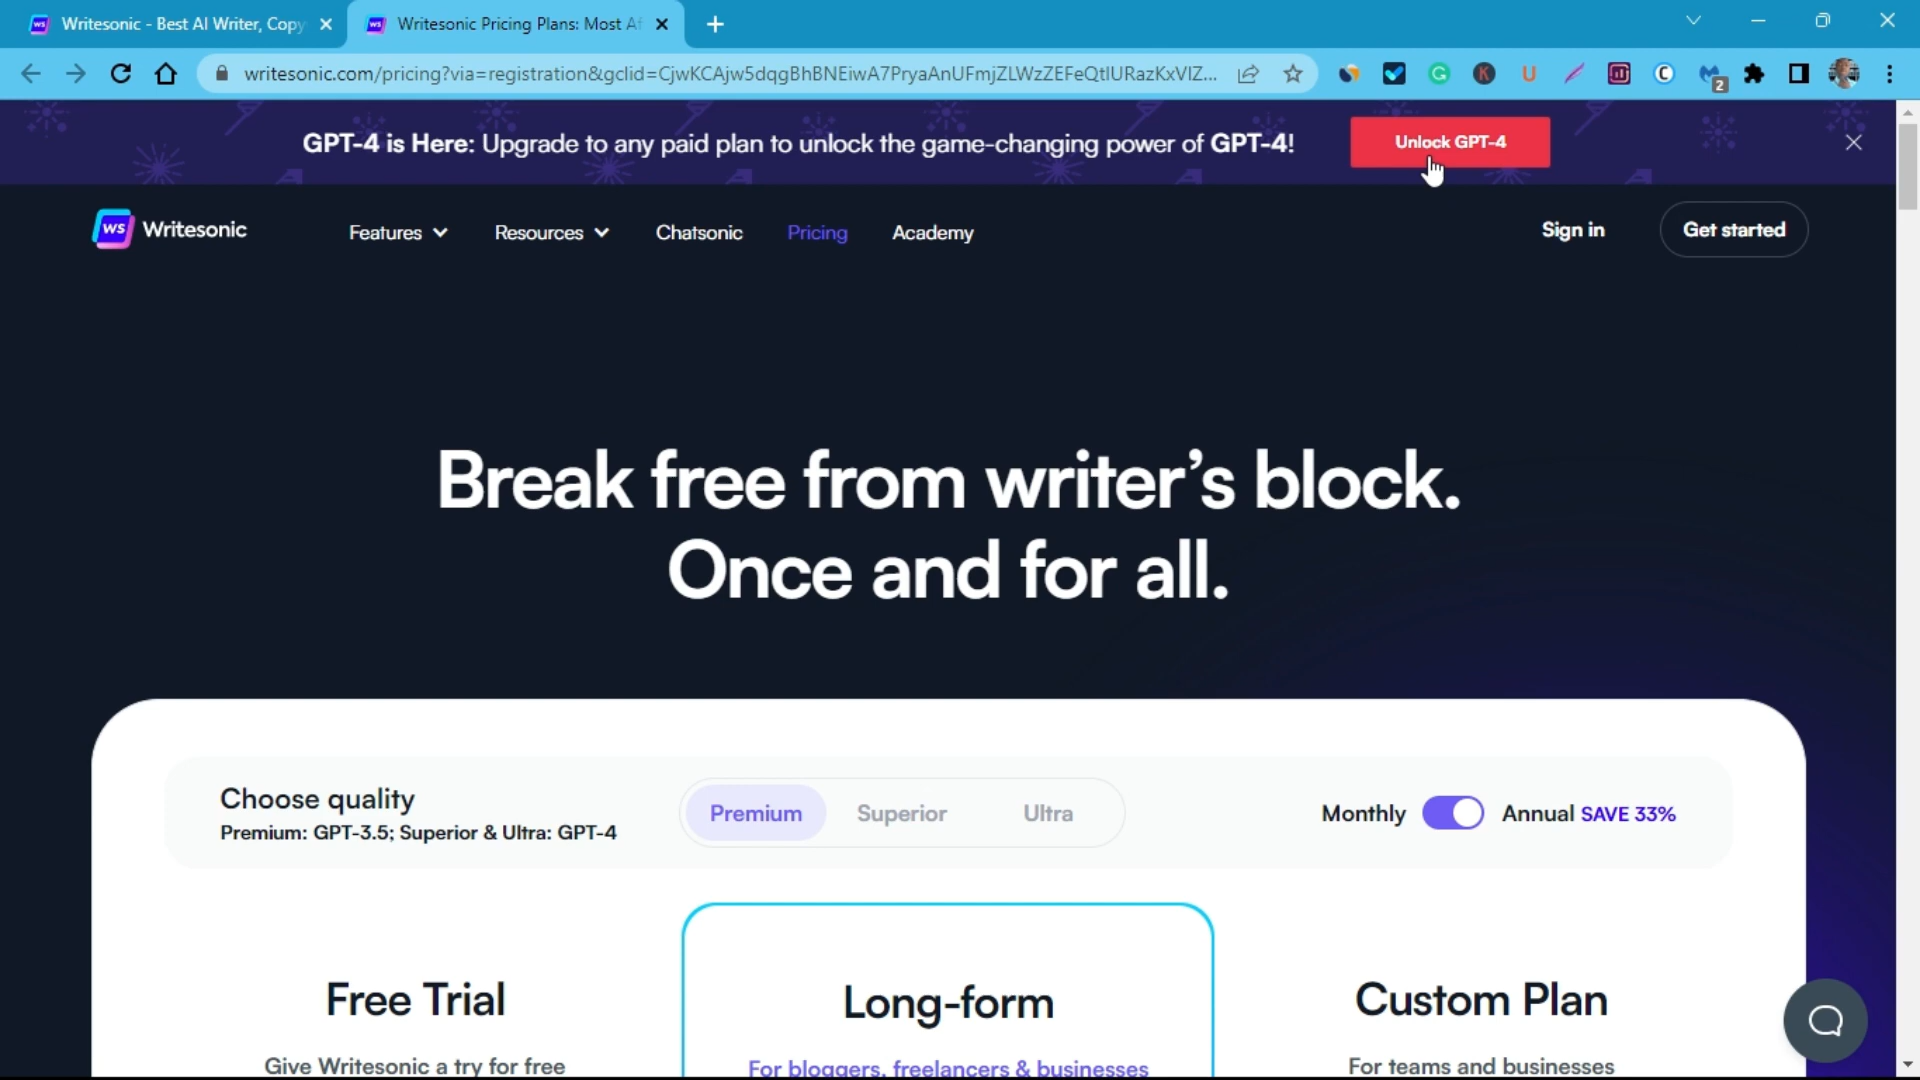 Writesonic - Best AI Writer, Copy
Writesonic Pricing Plans: Most Af
writesonic.com/pricing?via=registration&gclid=CjwKCAjw5dqgBhBNEiwA7PryaAnUFmjZLWzZEFeQtlURazKxVIZ...
2
GPT-4 is Here: Upgrade to any paid plan to unlock the game-changing power of GPT-4!
Unlock GPT-4
WS Writesonic
Features
Resources
Chatsonic
Pricing
Academy
Sign in
Get started
Break free from writer's block.
Once and for all.
Choose quality
Premium: GPT-3.5; Superior & Ultra: GPT-4
Premium
Superior
Ultra
Monthly
Annual SAVE 33%
Free Trial
Give Writesonic a try for free
Long-form
For bloggers, freelancers & businesses
Custom Plan
For teams and businesses